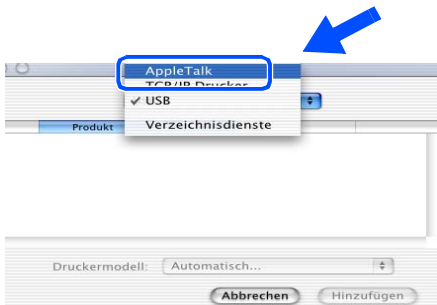 AppleTalk
TCP/IP Drucker
USB
Verzeichnisdienste
Produkt
Druckermodell: Automatisch...
Abbrechen Hinzufügen